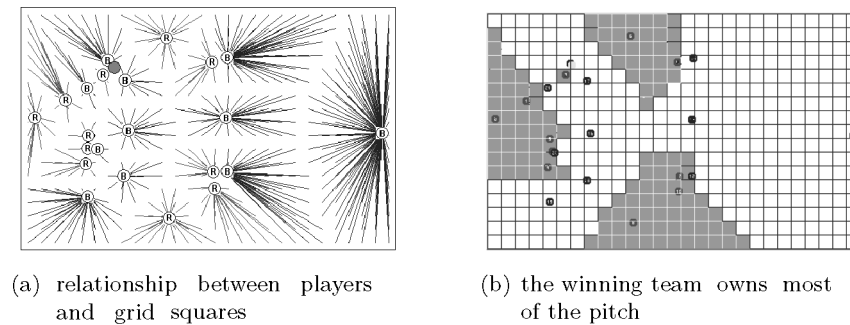 R
B
R
B
B
R
B
R
R
B
B
R
R B
B
R
B
R B
R
B
R
(a) relationship between players
and grid squares
(b) the winning team owns most
of the pitch